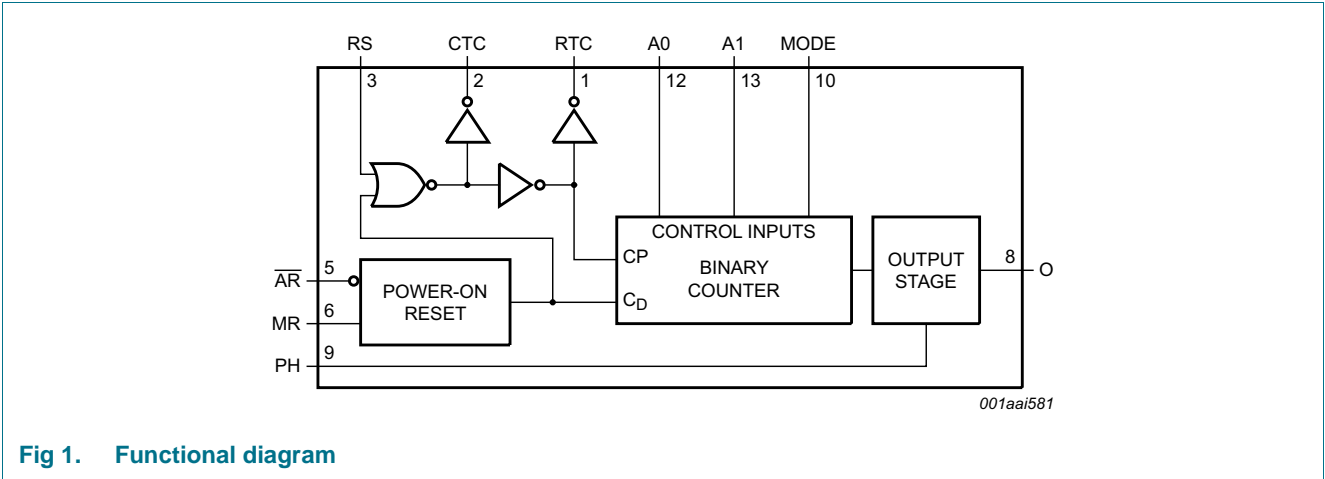 RS CTC RTC A0 A1 MODE
3 2 1 12 13 10
CONTROL INPUTS
CP
BINARY
COUNTER
CD
OUTPUT
STAGE
8 O
AR 5
POWER-ON
RESET
MR 6
PH 9
001aai581
Fig 1. Functional diagram